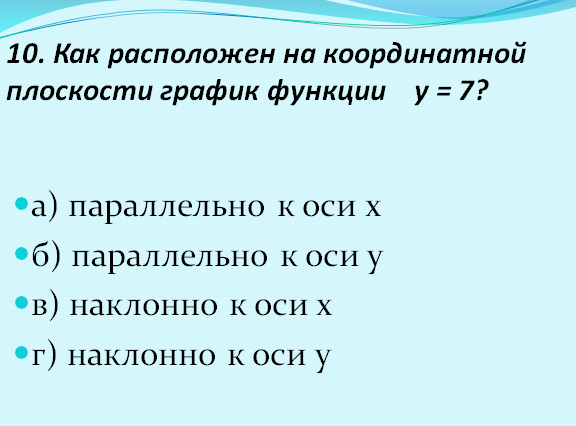 10. Как расположен на координатной
плоскости график функции у = 7?
а) параллельно к оси х
б) параллельно к оси у
в) наклонно к оси х
г) наклонно к оси у